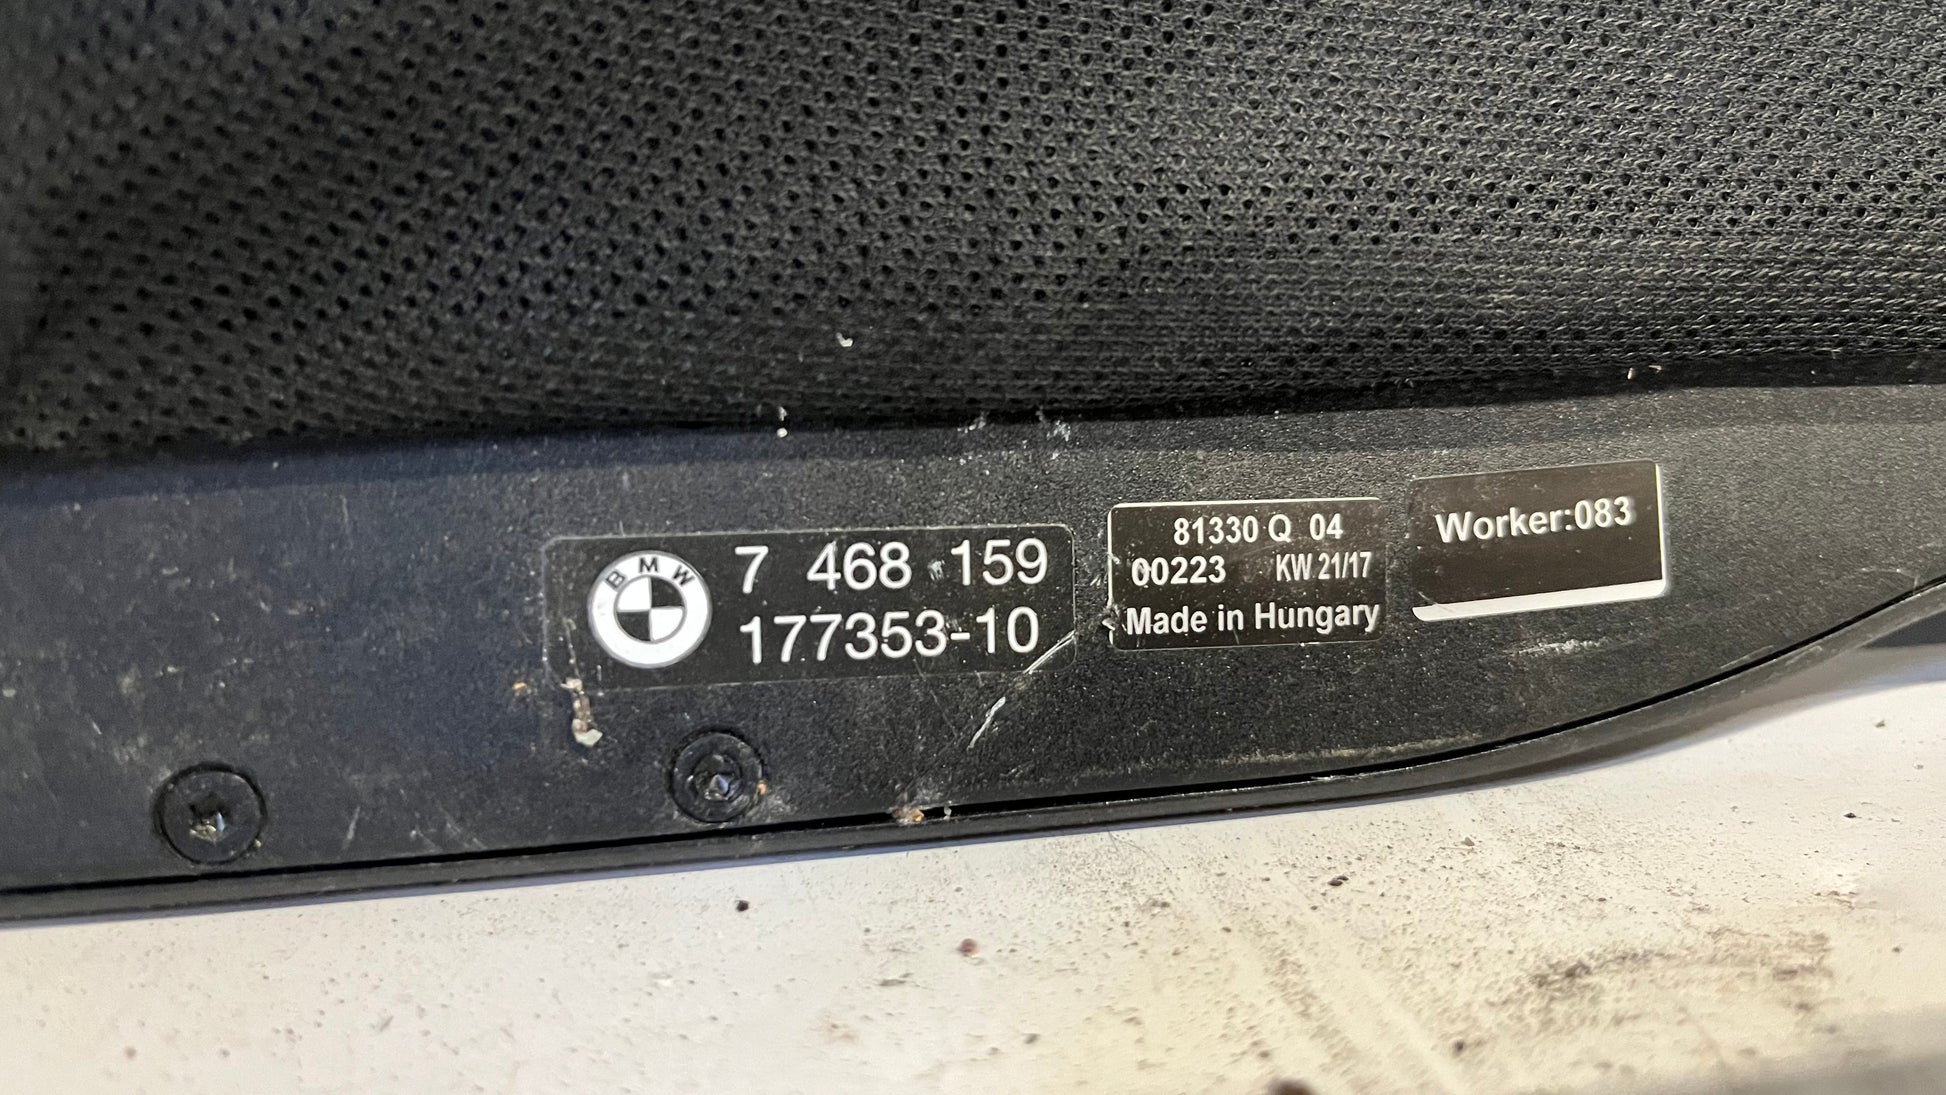 BMW
7 468 159
177353-10
81330 Q 04
00223 KW 21/17
Made in Hungary
Worker:083